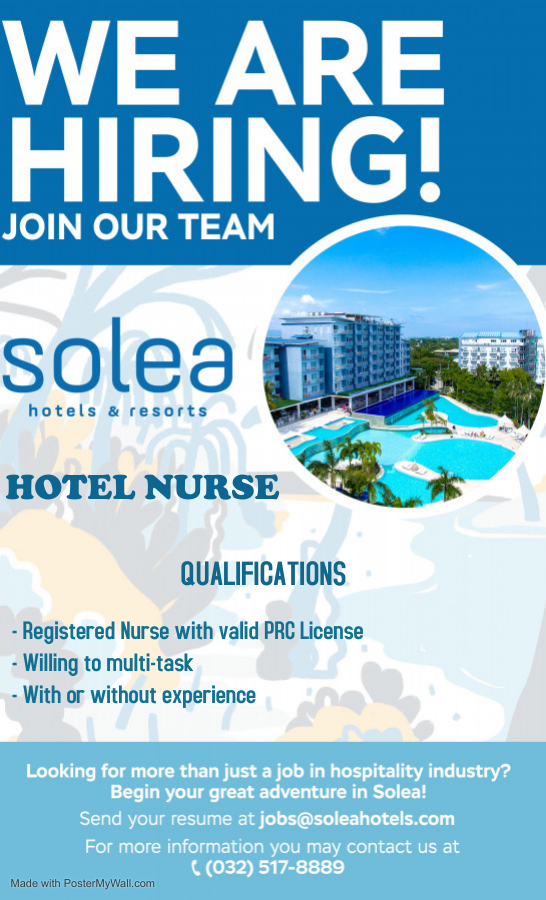 WE ARE
HIRING!
JOIN OUR TEAM
solea
hotels & resorts
HOTEL NURSE
QUALIFICATIONS
- Registered Nurse with valid PRC License
- Willing to multi-task
- With or without experience
Looking for more than just a job in hospitality industry?
Begin your great adventure in Solea!
Send your resume at jobs@soleahotels.com
For more information you may contact us at
(032) 517-8889
Made with PosterMyWall.com